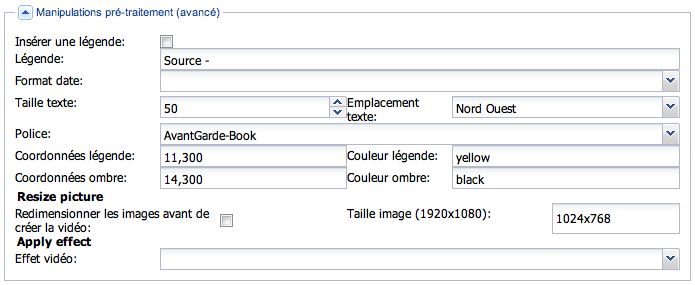 Manipulations pré-traitement (avancé)
Insérer une légende:
Légende: Source -
Format date:
Taille texte: 50 Emplacement texte: Nord Ouest
Police: AvantGarde-Book
Coordonnées légende: 11,300 Couleur légende: yellow
Coordonnées ombre: 14,300 Couleur ombre: black
Resize picture
Redimensionner les images avant de
créer la vidéo:
Taille image (1920x1080): 1024x768
Apply effect
Effet vidéo: